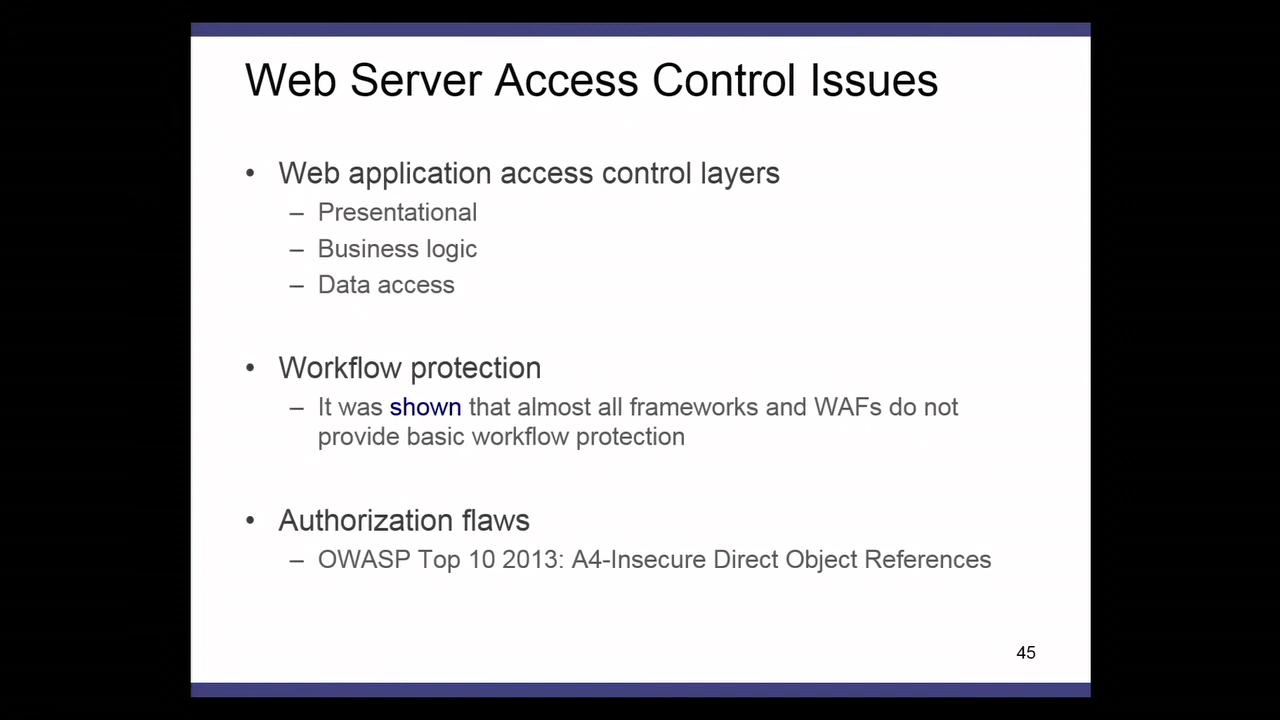 Web Server Access Control Issues
• Web application access control layers
– Presentational
– Business logic
– Data access
• Workflow protection
– It was shown that almost all frameworks and WAFs do not
provide basic workflow protection
• Authorization flaws
– OWASP Top 10 2013: A4-Insecure Direct Object References
45